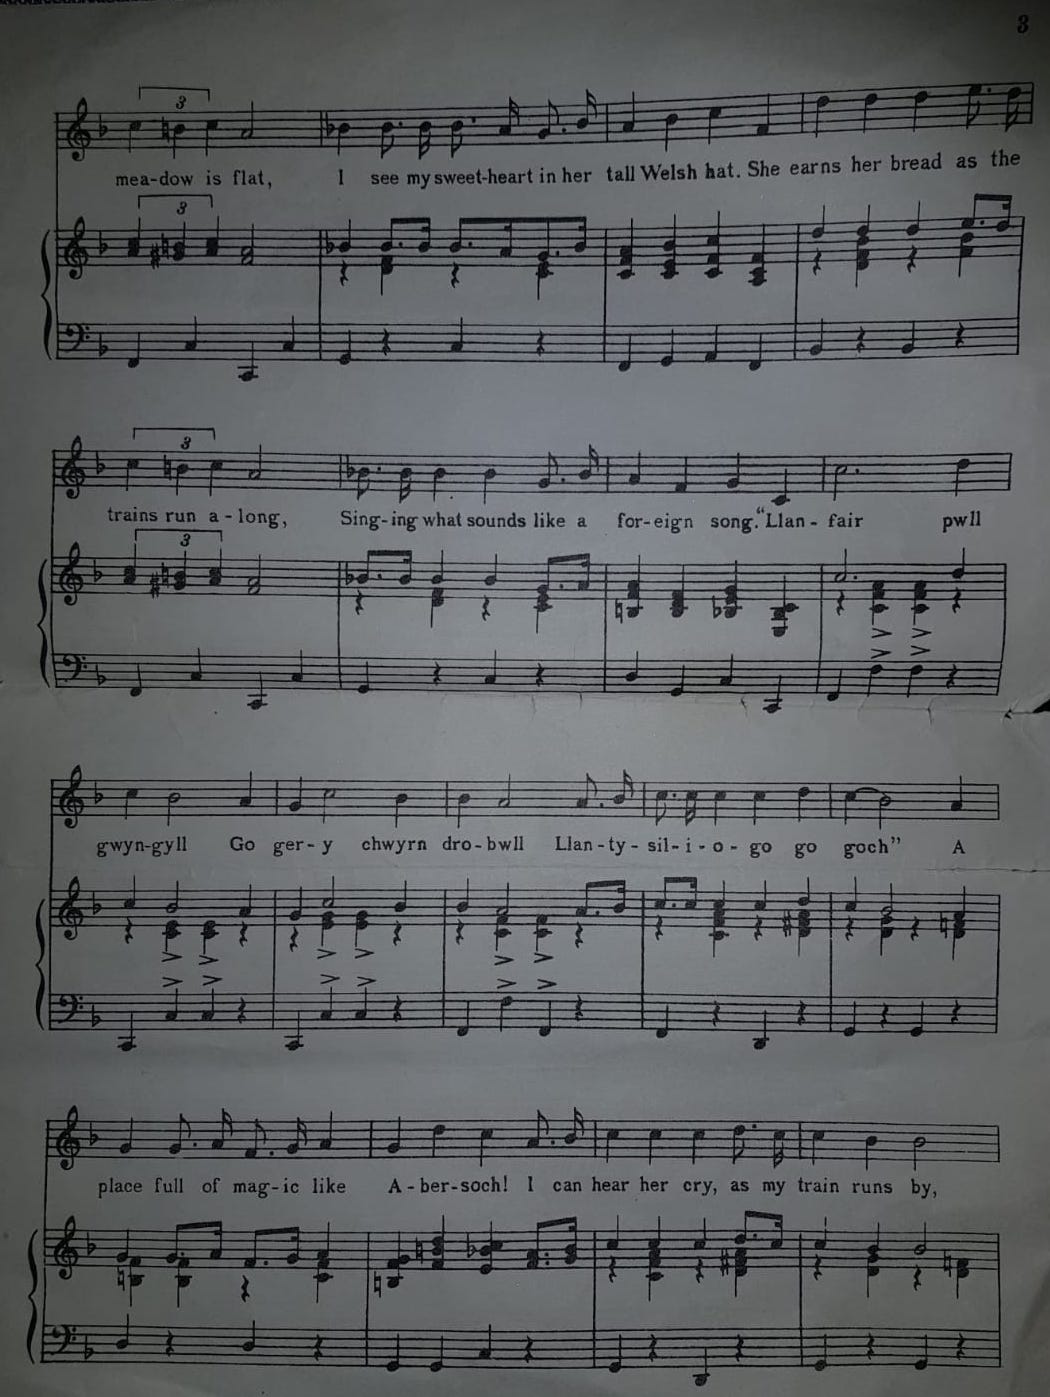 3
3
mea-dow is flat, I see my sweet-heart in her tall Welsh hat. She earns her bread as the
3
3
trains run a-long, Sing-ing what sounds like a for-eign song. “Llan-fair pwll
3
gwyn-gyll Go ger-y chwyrn dro-bwll Llan-ty-sil-i-o-go go goch” A
place full of mag-ic like A-ber-soch! I can hear her cry, as my train runs by,